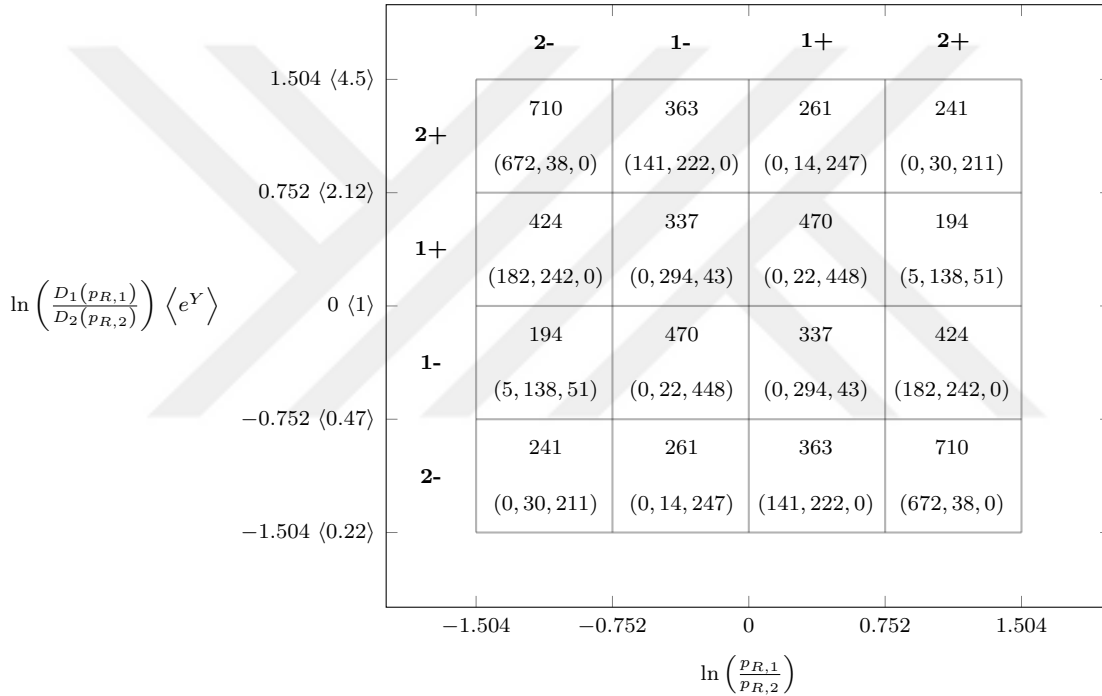 2- 1- 1+ 2+
1.504 ⟨4.5⟩
710 363 261 241
2+
(672, 38, 0) (141, 222, 0) (0, 14, 247) (0, 30, 211)
0.752 ⟨2.12⟩
424 337 470 194
1+
(182, 242, 0) (0, 294, 43) (0, 22, 448) (5, 138, 51)
ln(D₁(p_{R,1})/D₂(p_{R,2})) ⟨e^Y⟩
0 ⟨1⟩
194 470 337 424
1-
(5, 138, 51) (0, 22, 448) (0, 294, 43) (182, 242, 0)
−0.752 ⟨0.47⟩
241 261 363 710
2-
(0, 30, 211) (0, 14, 247) (141, 222, 0) (672, 38, 0)
−1.504 ⟨0.22⟩
−1.504 −0.752 0 0.752 1.504
ln(p_{R,1}/p_{R,2})